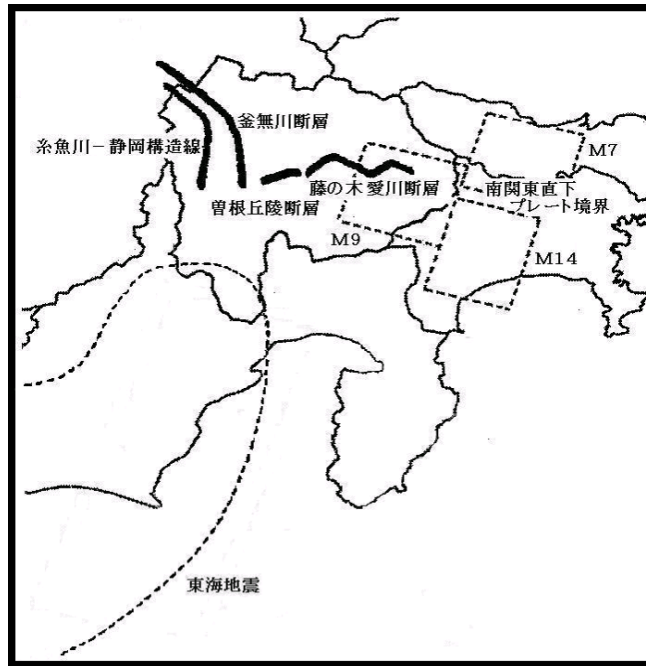 釜無川断層
糸魚川－静岡構造線
M7
藤の木愛川断層
南関東直下
プレート境界
曽根丘陵断層
M9
M14
東海地震